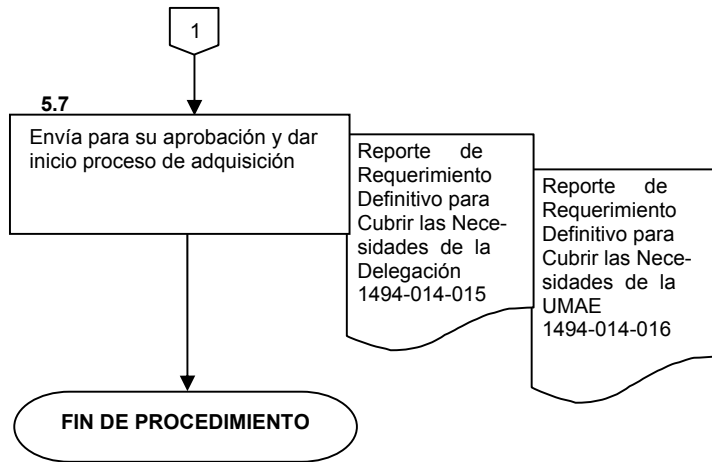 1
5.7
Envía para su aprobación y dar
inicio proceso de adquisición
Reporte de
Requerimiento
Definitivo para
Cubrir las Nece-
sidades de la
Delegación
1494-014-015
Reporte de
Requerimiento
Definitivo para
Cubrir las Nece-
sidades de la
UMAE
1494-014-016
FIN DE PROCEDIMIENTO